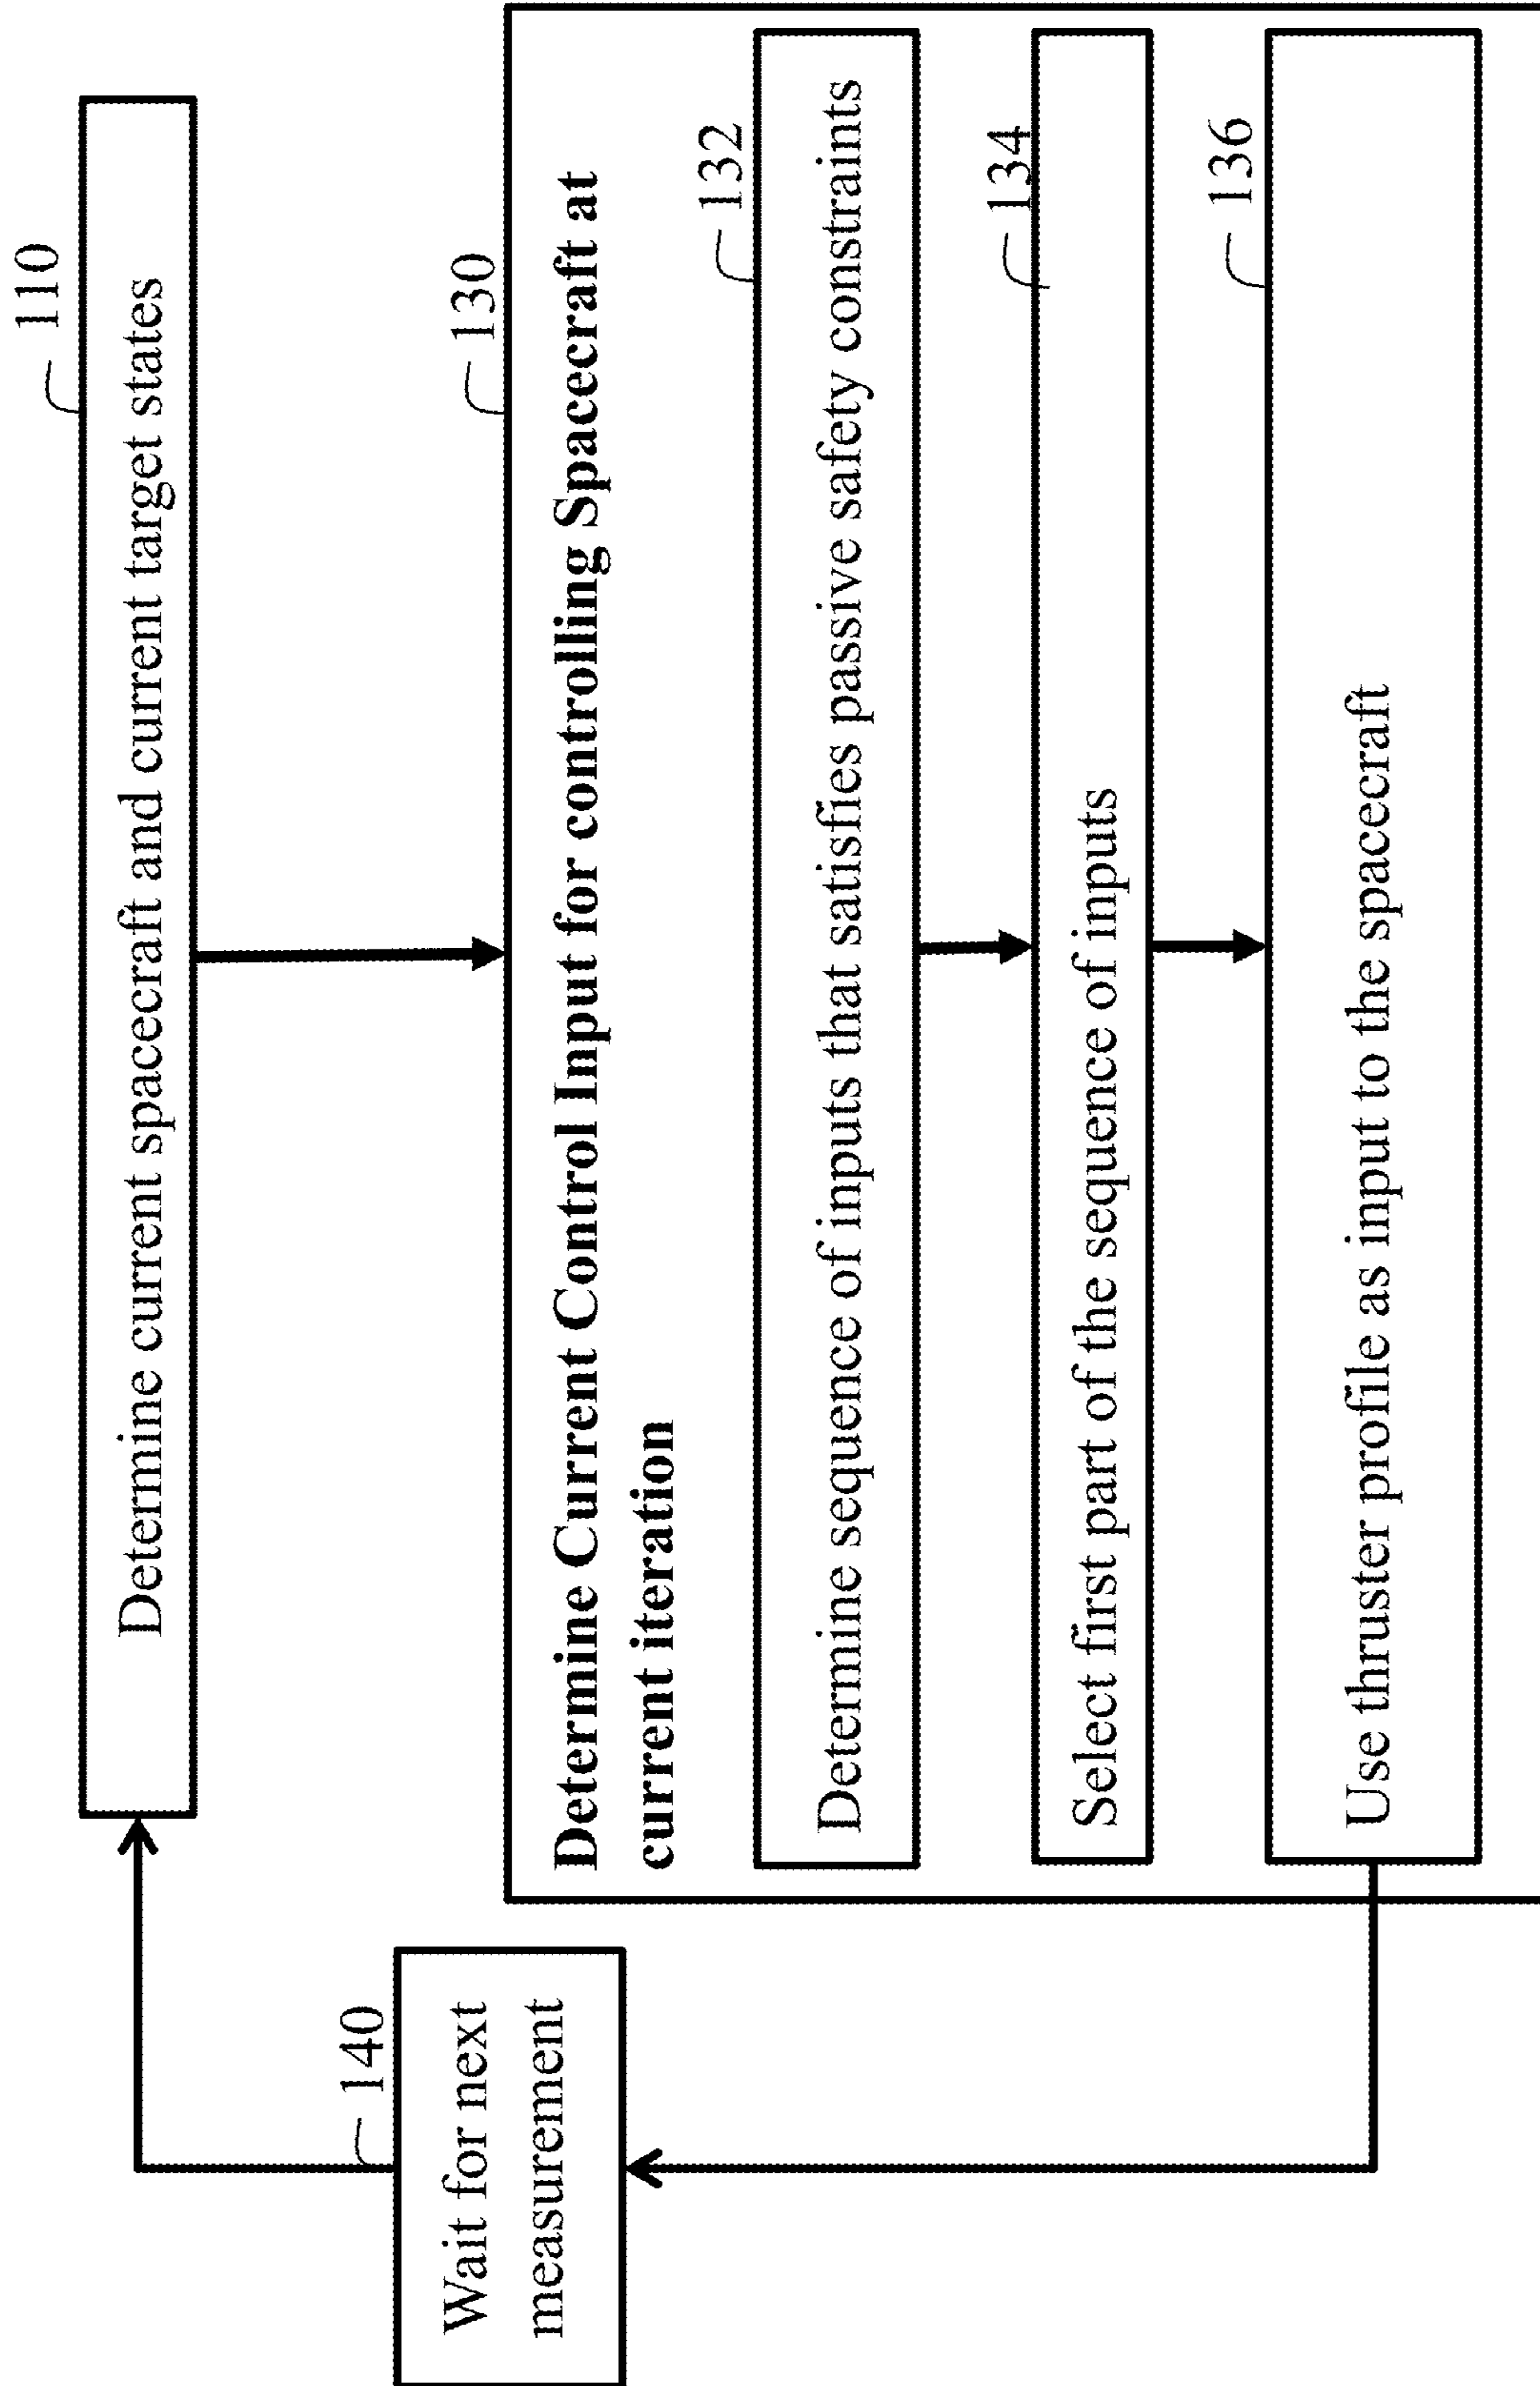 110
Determine current spacecraft and current target states
130
Determine Current Control Input for controlling Spacecraft at
current iteration
132
Determine sequence of inputs that satisfies passive safety constraints
134
Select first part of the sequence of inputs
136
Use thruster profile as input to the spacecraft
140
Wait for next
measurement